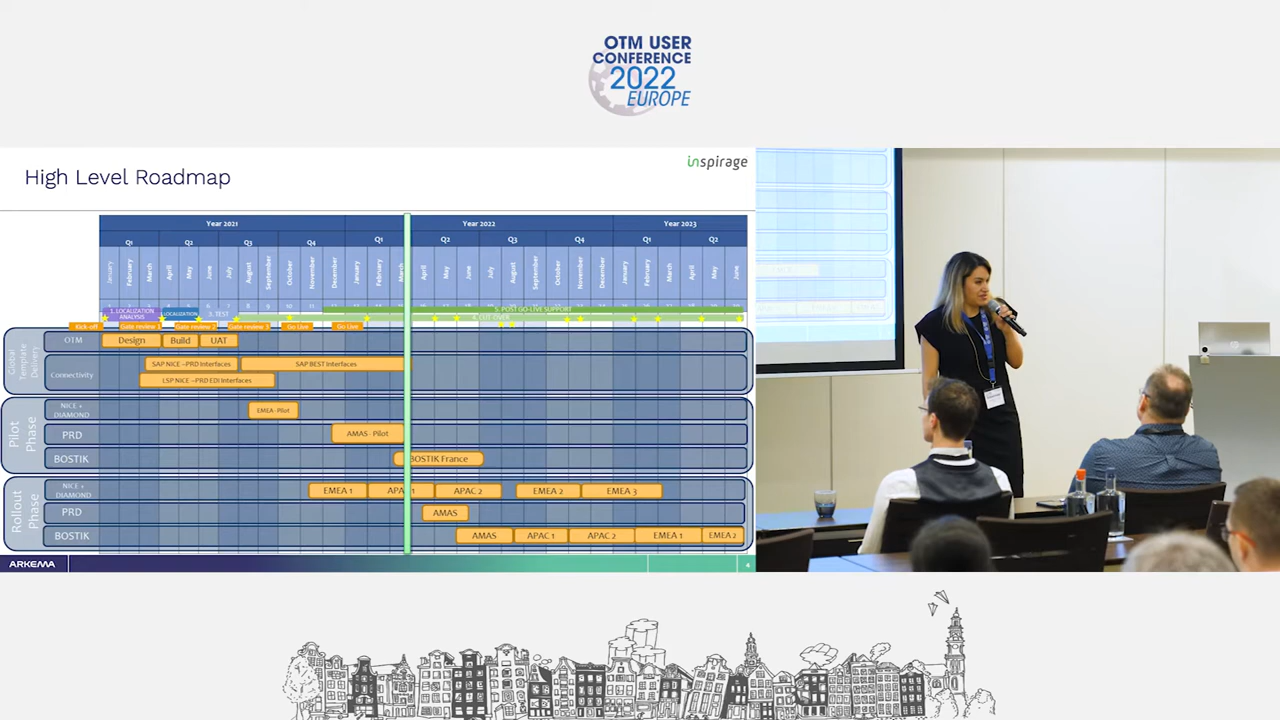 OTM USER
CONFERENCE
2022
EUROPE
inspirage
High Level Roadmap
Year 2021
Year 2022
Year 2023
Q1
Q2
Q3
Q4
Q1
Q2
Q3
Q4
Q1
Q2
January
February
March
April
May
June
July
August
September
October
November
December
January
February
March
April
May
June
July
August
September
October
November
December
January
February
March
April
May
June
1. LOCALIZATION
ANALYSIS
LOCALIZATION
3. TEST
5. POST GO-LIVE SUPPORT
4. CUT-OVER
Kick-off
Gate review 1
Gate review 2
Gate review 3
Go Live
Go Live
Global
Template
Delivery
OTM
Design
Build
UAT
Connectivity
SAP NICE –PRD Interfaces
SAP BEST Interfaces
LSP NICE –PRD EDI Interfaces
Pilot
Phase
NICE +
DIAMOND
EMEA- Pilot
PRD
AMAS- Pilot
BOSTIK
BOSTIK France
Rollout
Phase
NICE +
DIAMOND
EMEA 1
APAC 1
APAC 2
EMEA 2
EMEA 3
PRD
AMAS
BOSTIK
AMAS
APAC 1
APAC 2
EMEA 1
EMEA 2
ARKEMA
4